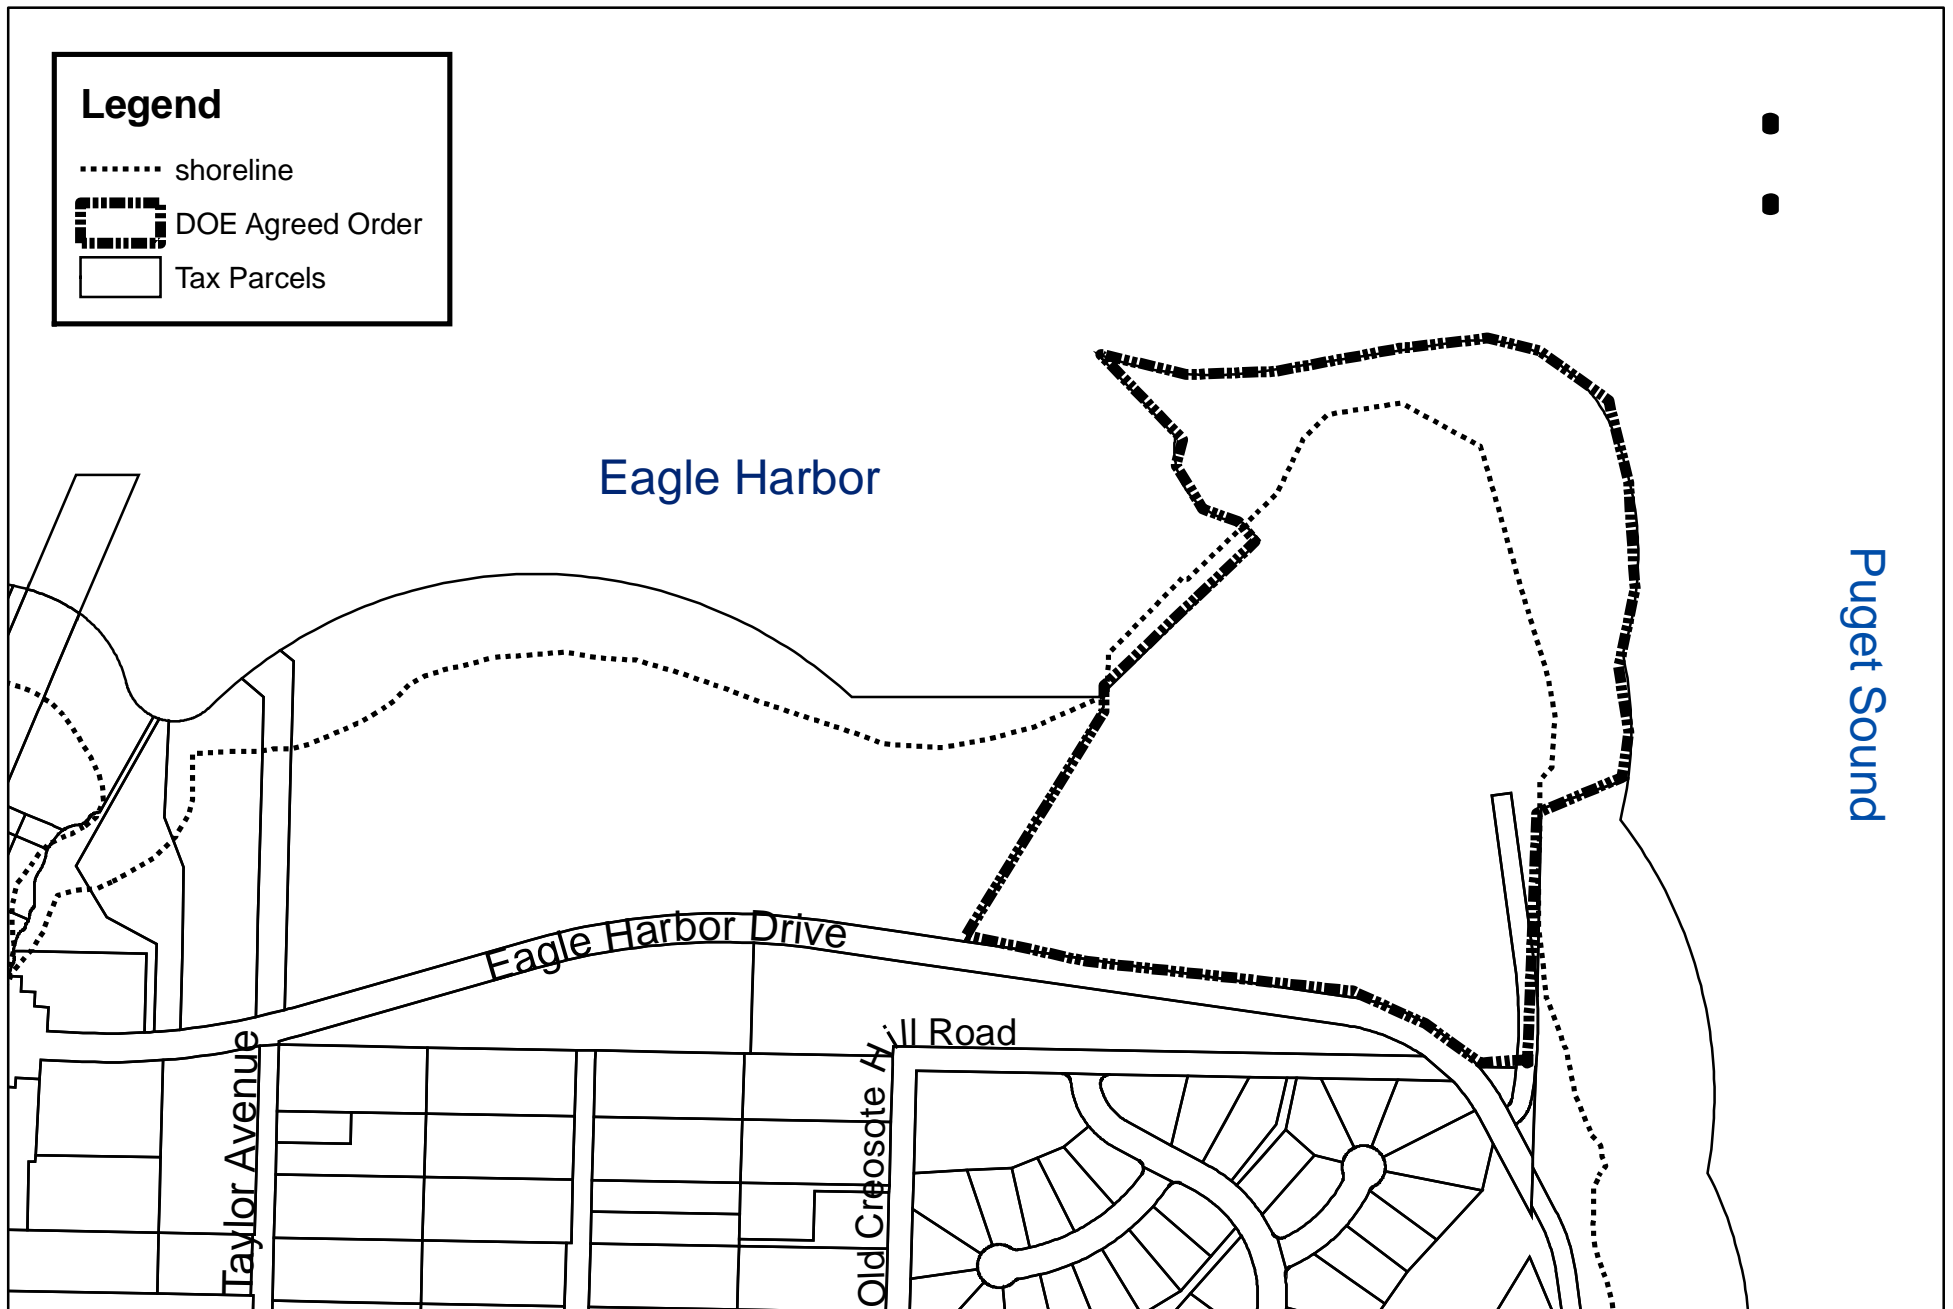 Legend
shoreline
DOE Agreed Order
Tax Parcels
Eagle Harbor
Puget Sound
Eagle Harbor Drive
Taylor Avenue
Old Creosote Hill Road